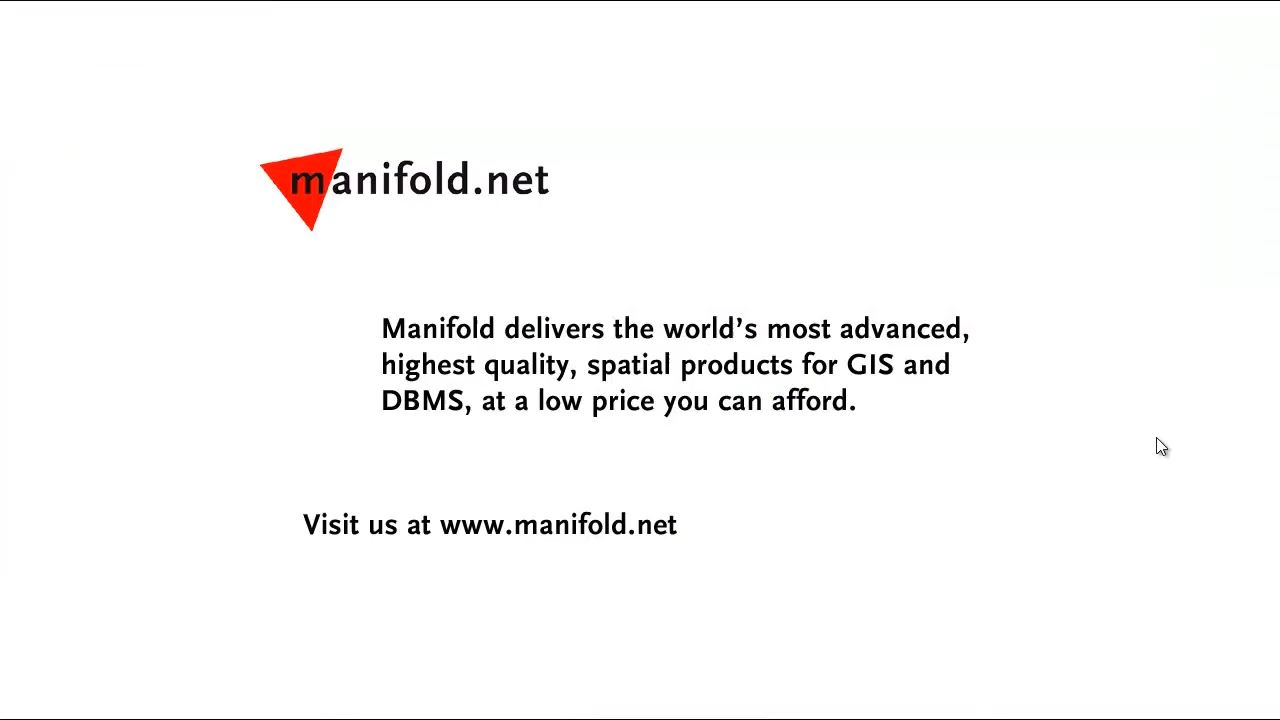 manifold.net
Manifold delivers the world’s most advanced,
highest quality, spatial products for GIS and
DBMS, at a low price you can afford.
Visit us at www.manifold.net